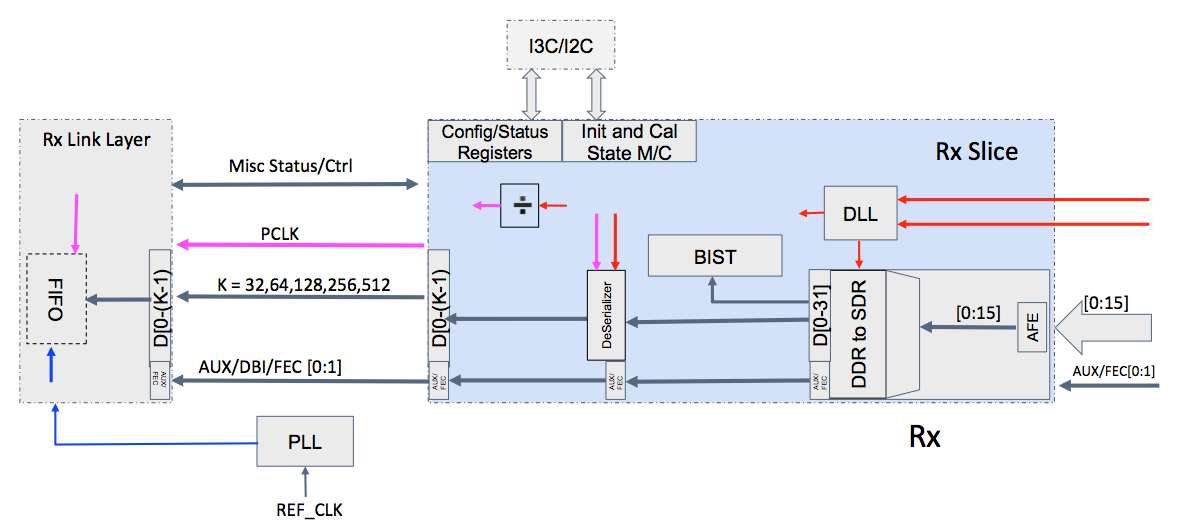 I3C/I2C
Rx Link Layer
Config/Status
Registers
Init and Cal
State M/C
Rx Slice
Misc Status/Ctrl
÷
DLL
PCLK
BIST
FIFO
D[0-(K-1)
K = 32,64,128,256,512
D[0-(K-1)
DeSerializer
D[0-31]
DDR to SDR
[0:15]
AFE
[0:15]
AUX/
FEC
AUX/DBI/FEC [0:1]
AUX/
FEC
AUX/
FEC
AUX/
FEC
AUX/FEC[0:1]
PLL
Rx
REF_CLK